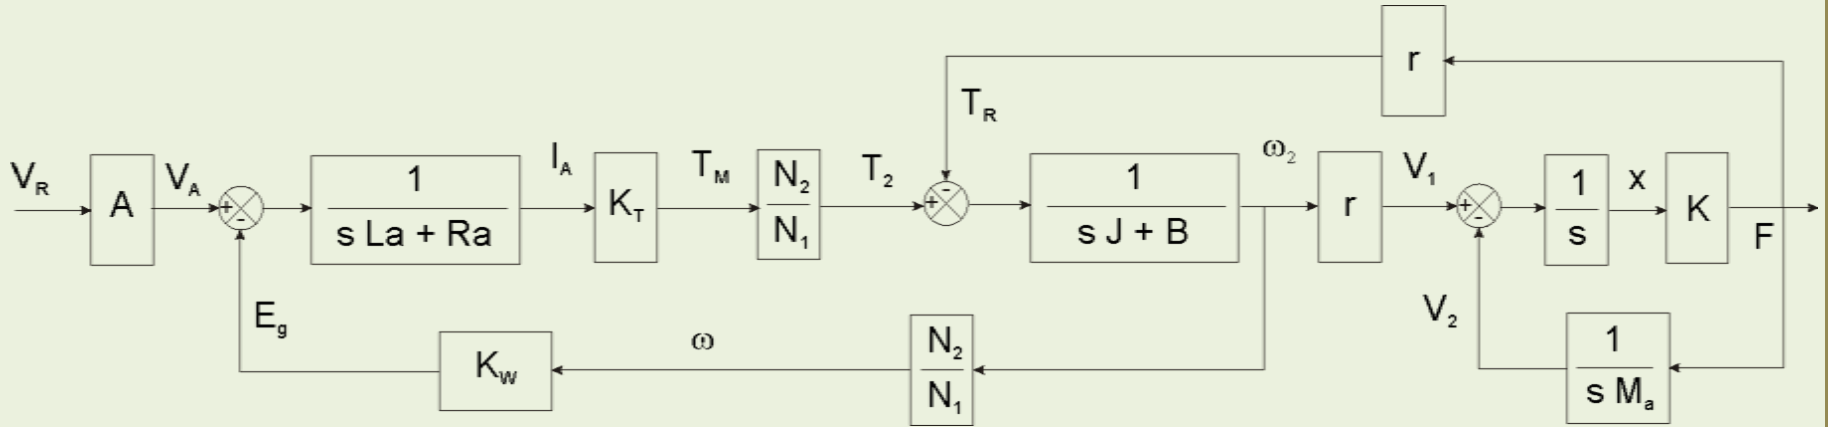 r
T_R
V_R
A
V_A
+
-
1
s La + Ra
I_A
K_T
T_M
N_2
N_1
T_2
-
+
1
s J + B
ω_2
r
V_1
+
-
1
s
x
K
F
E_g
K_W
ω
N_2
N_1
V_2
1
s M_a